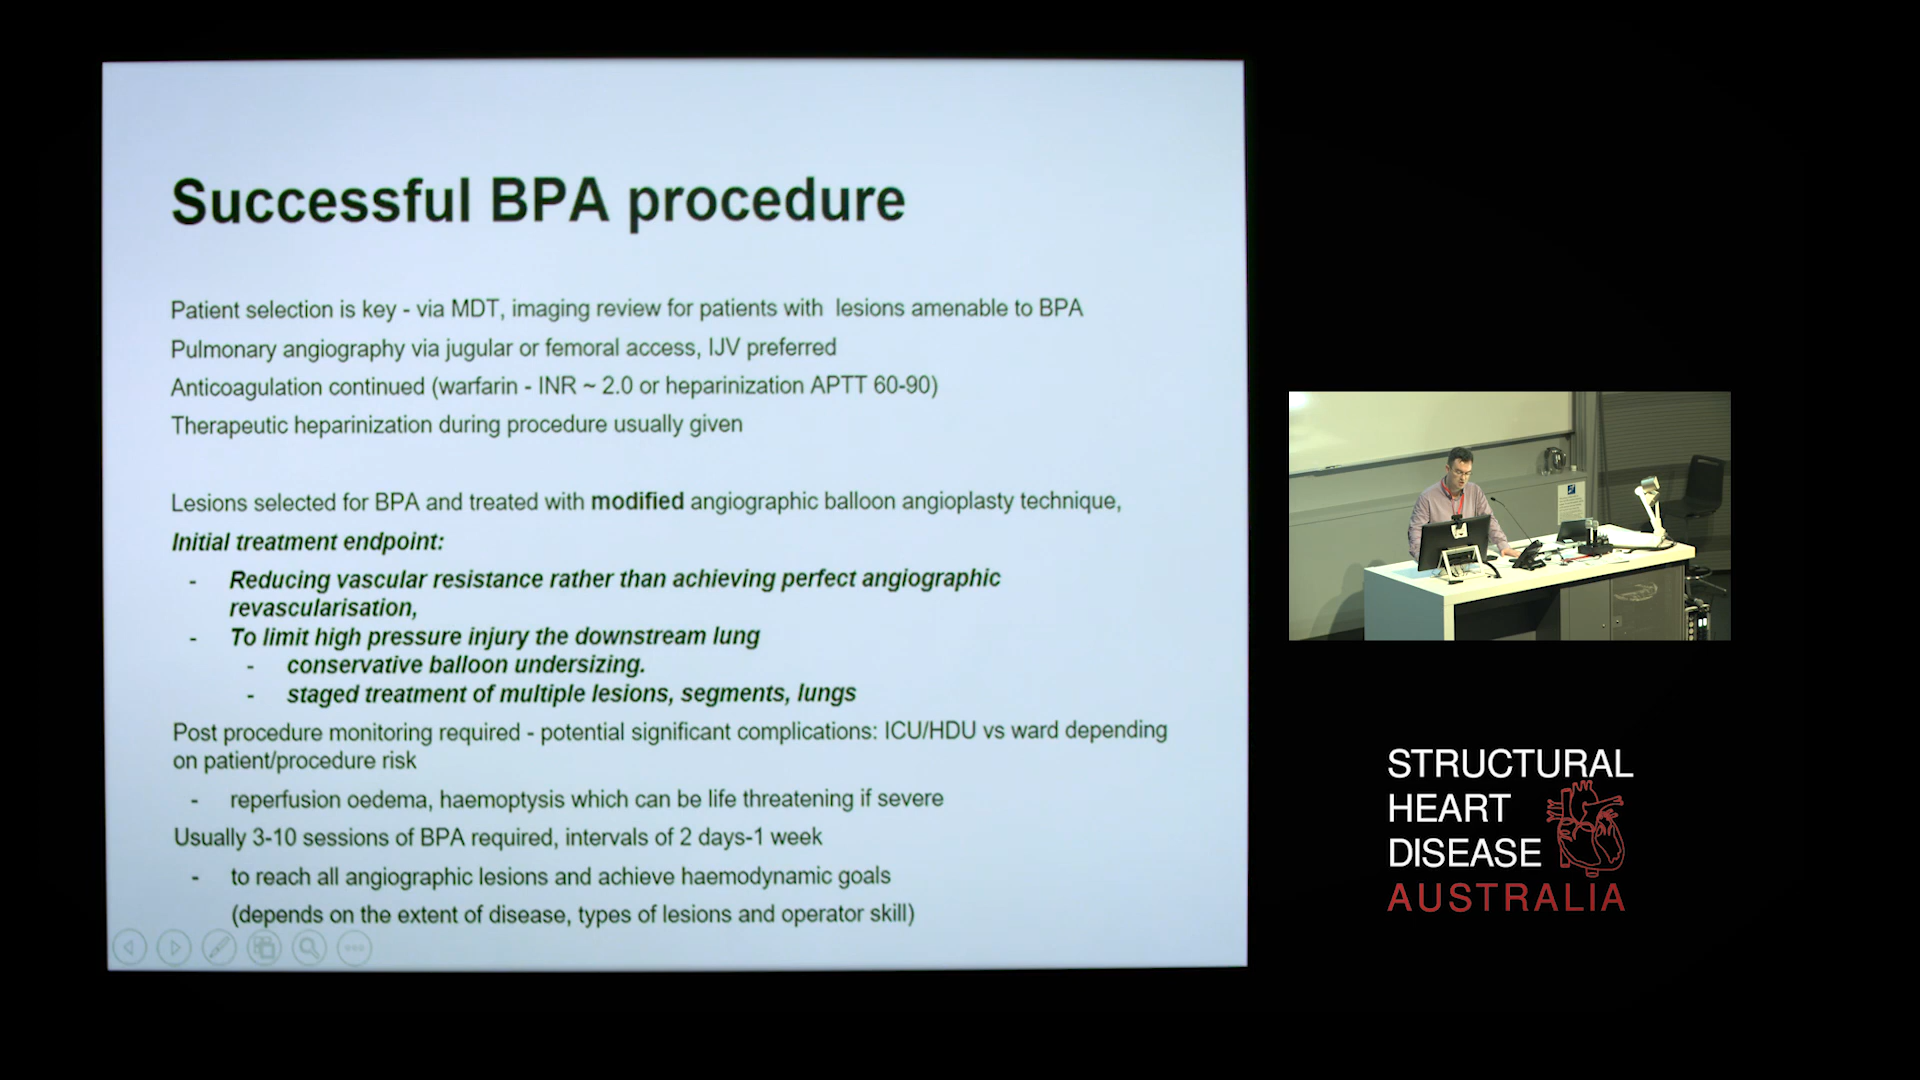 Successful BPA procedure
Patient selection is key - via MDT, imaging review for patients with lesions amenable to BPA
Pulmonary angiography via jugular or femoral access, IJV preferred
Anticoagulation continued (warfarin - INR ~ 2.0 or heparinization APTT 60-90)
Therapeutic heparinization during procedure usually given
Lesions selected for BPA and treated with modified angiographic balloon angioplasty technique,
Initial treatment endpoint:
- Reducing vascular resistance rather than achieving perfect angiographic
revascularisation,
- To limit high pressure injury the downstream lung
- conservative balloon undersizing.
- staged treatment of multiple lesions, segments, lungs
Post procedure monitoring required - potential significant complications: ICU/HDU vs ward depending
on patient/procedure risk
- reperfusion oedema, haemoptysis which can be life threatening if severe
Usually 3-10 sessions of BPA required, intervals of 2 days-1 week
- to reach all angiographic lesions and achieve haemodynamic goals
(depends on the extent of disease, types of lesions and operator skill)
STRUCTURAL
HEART
DISEASE
AUSTRALIA